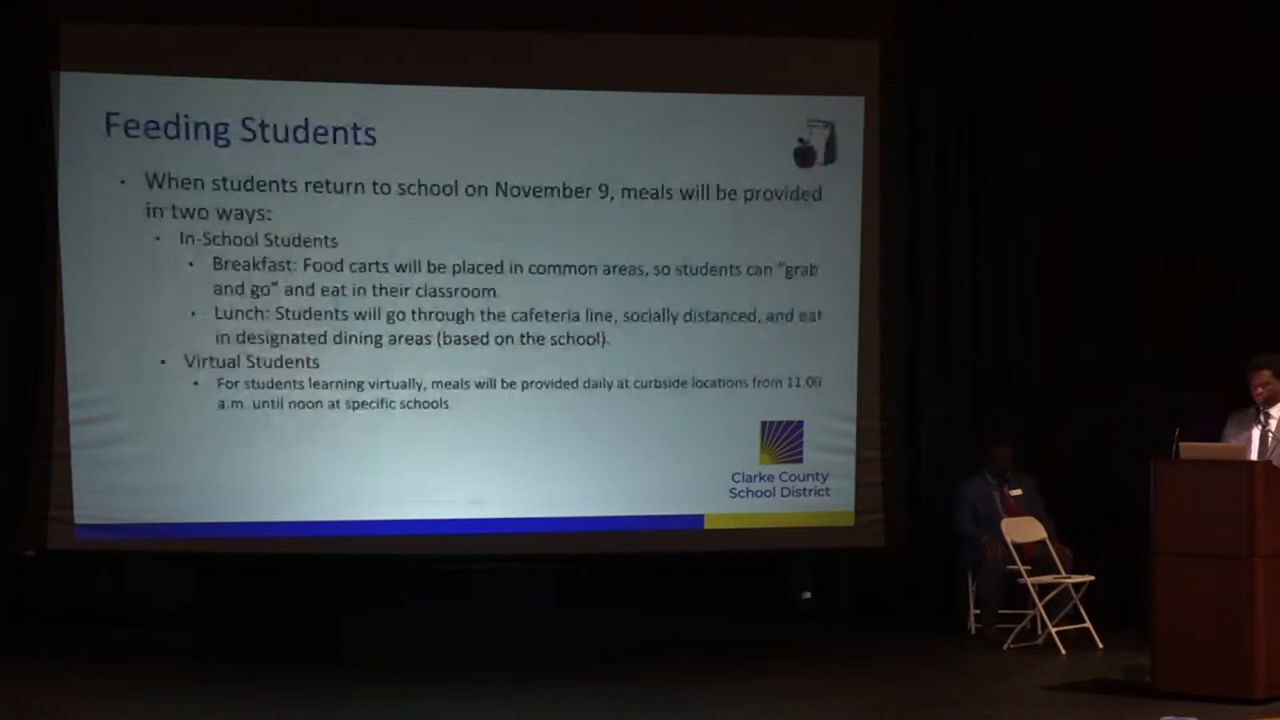 Feeding Students
· When students return to school on November 9, meals will be provided
in two ways:
· In-School Students
· Breakfast: Food carts will be placed in common areas, so students can "grab
and go" and eat in their classroom.
· Lunch: Students will go through the cafeteria line, socially distanced, and eat
in designated dining areas (based on the school).
· Virtual Students
· For students learning virtually, meals will be provided daily at curbside locations from 11:00
a.m. until noon at specific schools.
Clarke County
School District